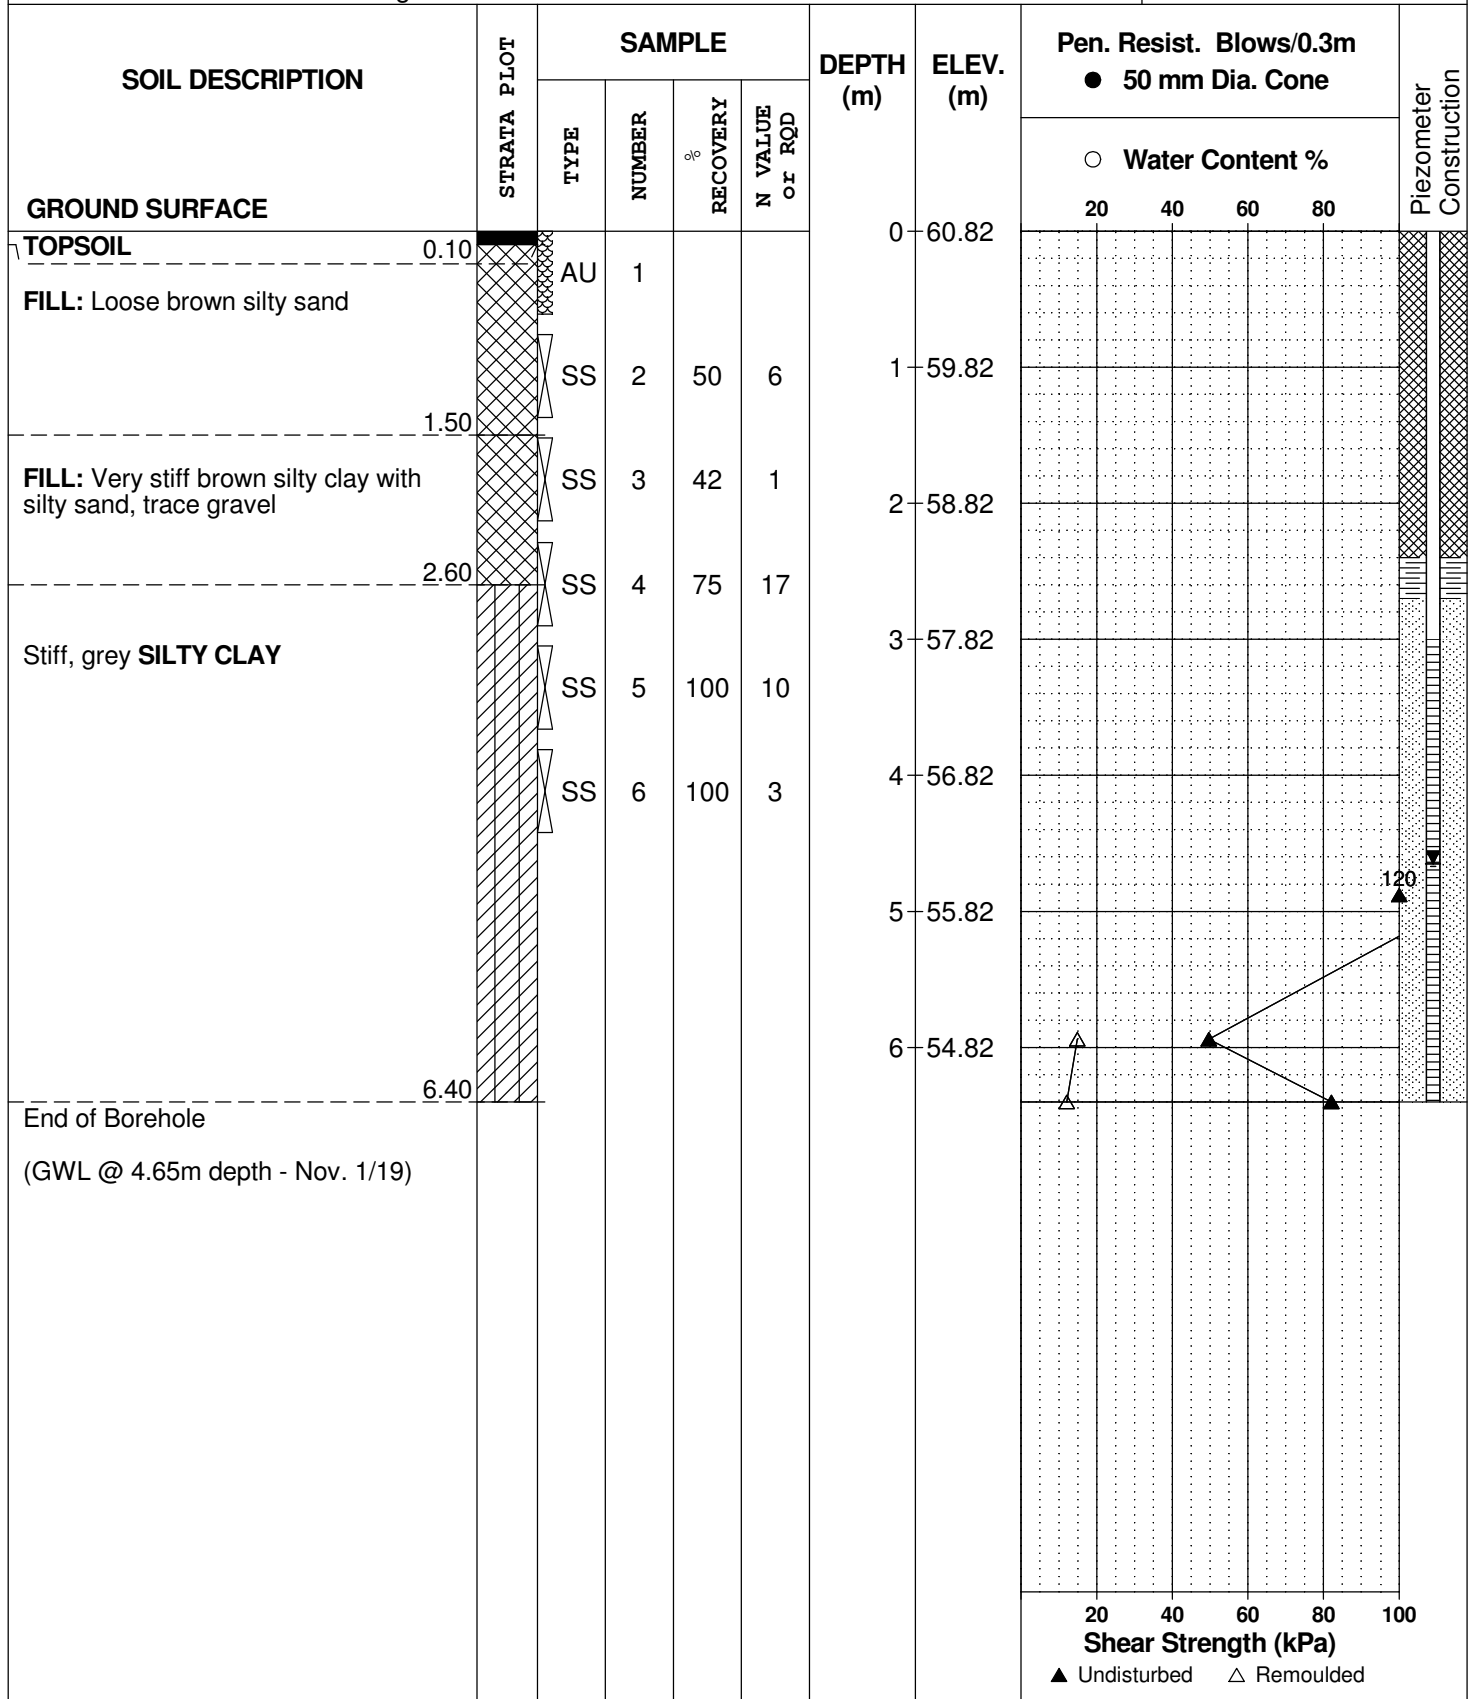 SOIL DESCRIPTION
GROUND SURFACE
STRATA PLOT
SAMPLE
TYPE
NUMBER
%
RECOVERY
N VALUE
or RQD
DEPTH
(m)
ELEV.
(m)
Pen. Resist. Blows/0.3m
● 50 mm Dia. Cone
○ Water Content %
20 40 60 80
Piezometer
Construction
TOPSOIL 0.10
0 60.82
AU 1
FILL: Loose brown silty sand
SS 2 50 6
1 59.82
1.50
FILL: Very stiff brown silty clay with
silty sand, trace gravel
SS 3 42 1
2 58.82
2.60
SS 4 75 17
3 57.82
Stiff, grey SILTY CLAY
SS 5 100 10
4 56.82
SS 6 100 3
120
5 55.82
6 54.82
6.40
End of Borehole
(GWL @ 4.65m depth - Nov. 1/19)
20 40 60 80 100
Shear Strength (kPa)
▲ Undisturbed △ Remoulded